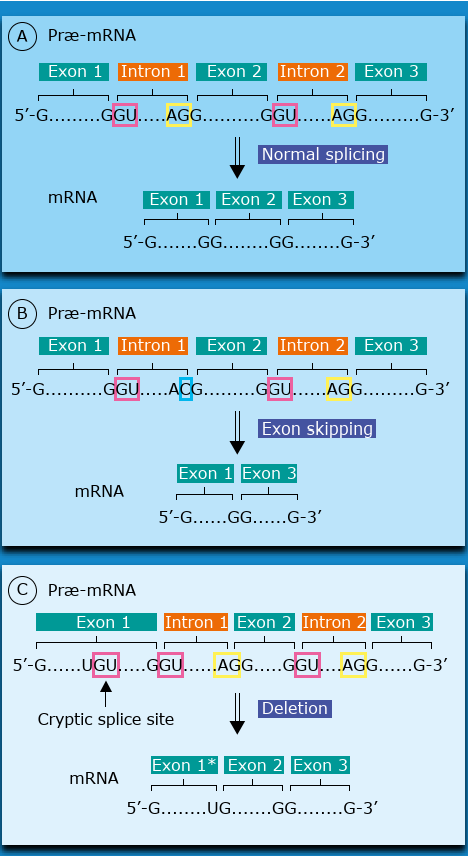 A Præ-mRNA
Exon 1 Intron 1 Exon 2 Intron 2 Exon 3
5’-G.........GGU.....AGG..........GGU......AGG.........G-3’
Normal splicing
mRNA
Exon 1 Exon 2 Exon 3
5’-G.......GG........GG........G-3’
B Præ-mRNA
Exon 1 Intron 1 Exon 2 Intron 2 Exon 3
5’-G..........GGU.....ACG.........GGU......AGG.........G-3’
Exon skipping
Exon 1 Exon 3
mRNA
5’-G......GG......G-3’
C Præ-mRNA
Exon 1 Intron 1 Exon 2 Intron 2 Exon 3
5’-G......UGU.....GGU......AGG.....GGU....AGG......G-3’
Cryptic splice site
Deletion
Exon 1* Exon 2 Exon 3
mRNA
5’-G........UG.......GG........G-3’